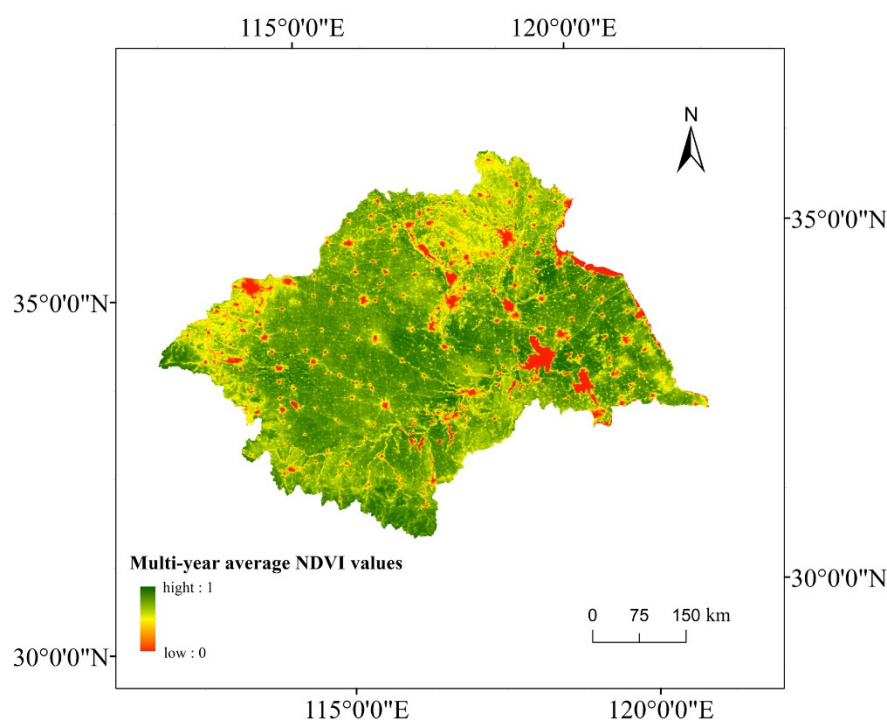 115°0'0"E 120°0'0"E
N
35°0'0"N
35°0'0"N
Multi-year average NDVI values
hight : 1
low : 0
0 75 150 km
30°0'0"N
30°0'0"N
115°0'0"E 120°0'0"E